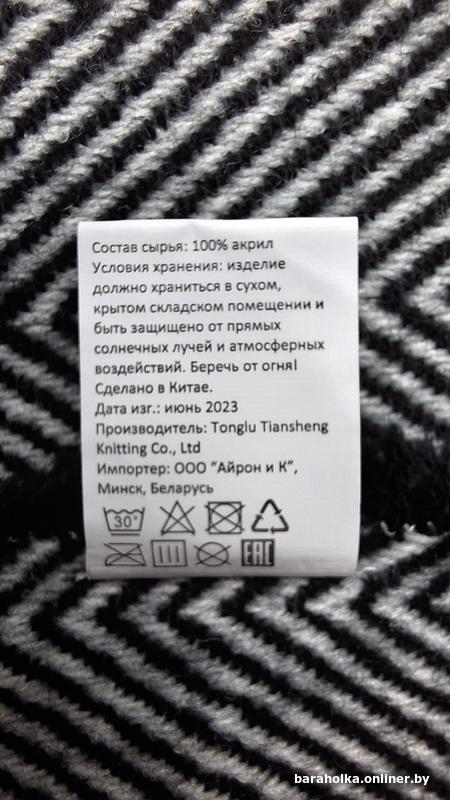 Состав сырья: 100% акрил
Условия хранения: изделие
должно храниться в сухом,
крытом складском помещении и
быть защищено от прямых
солнечных лучей и атмосферных
воздействий. Беречь от огня!
Сделано в Китае.
Дата изг.: июнь 2023
Производитель: Tonglu Tiansheng
Knitting Co., Ltd
Импортер: ООО "Айрон и К",
Минск, Беларусь
30°
EAC
baraholka.onliner.by